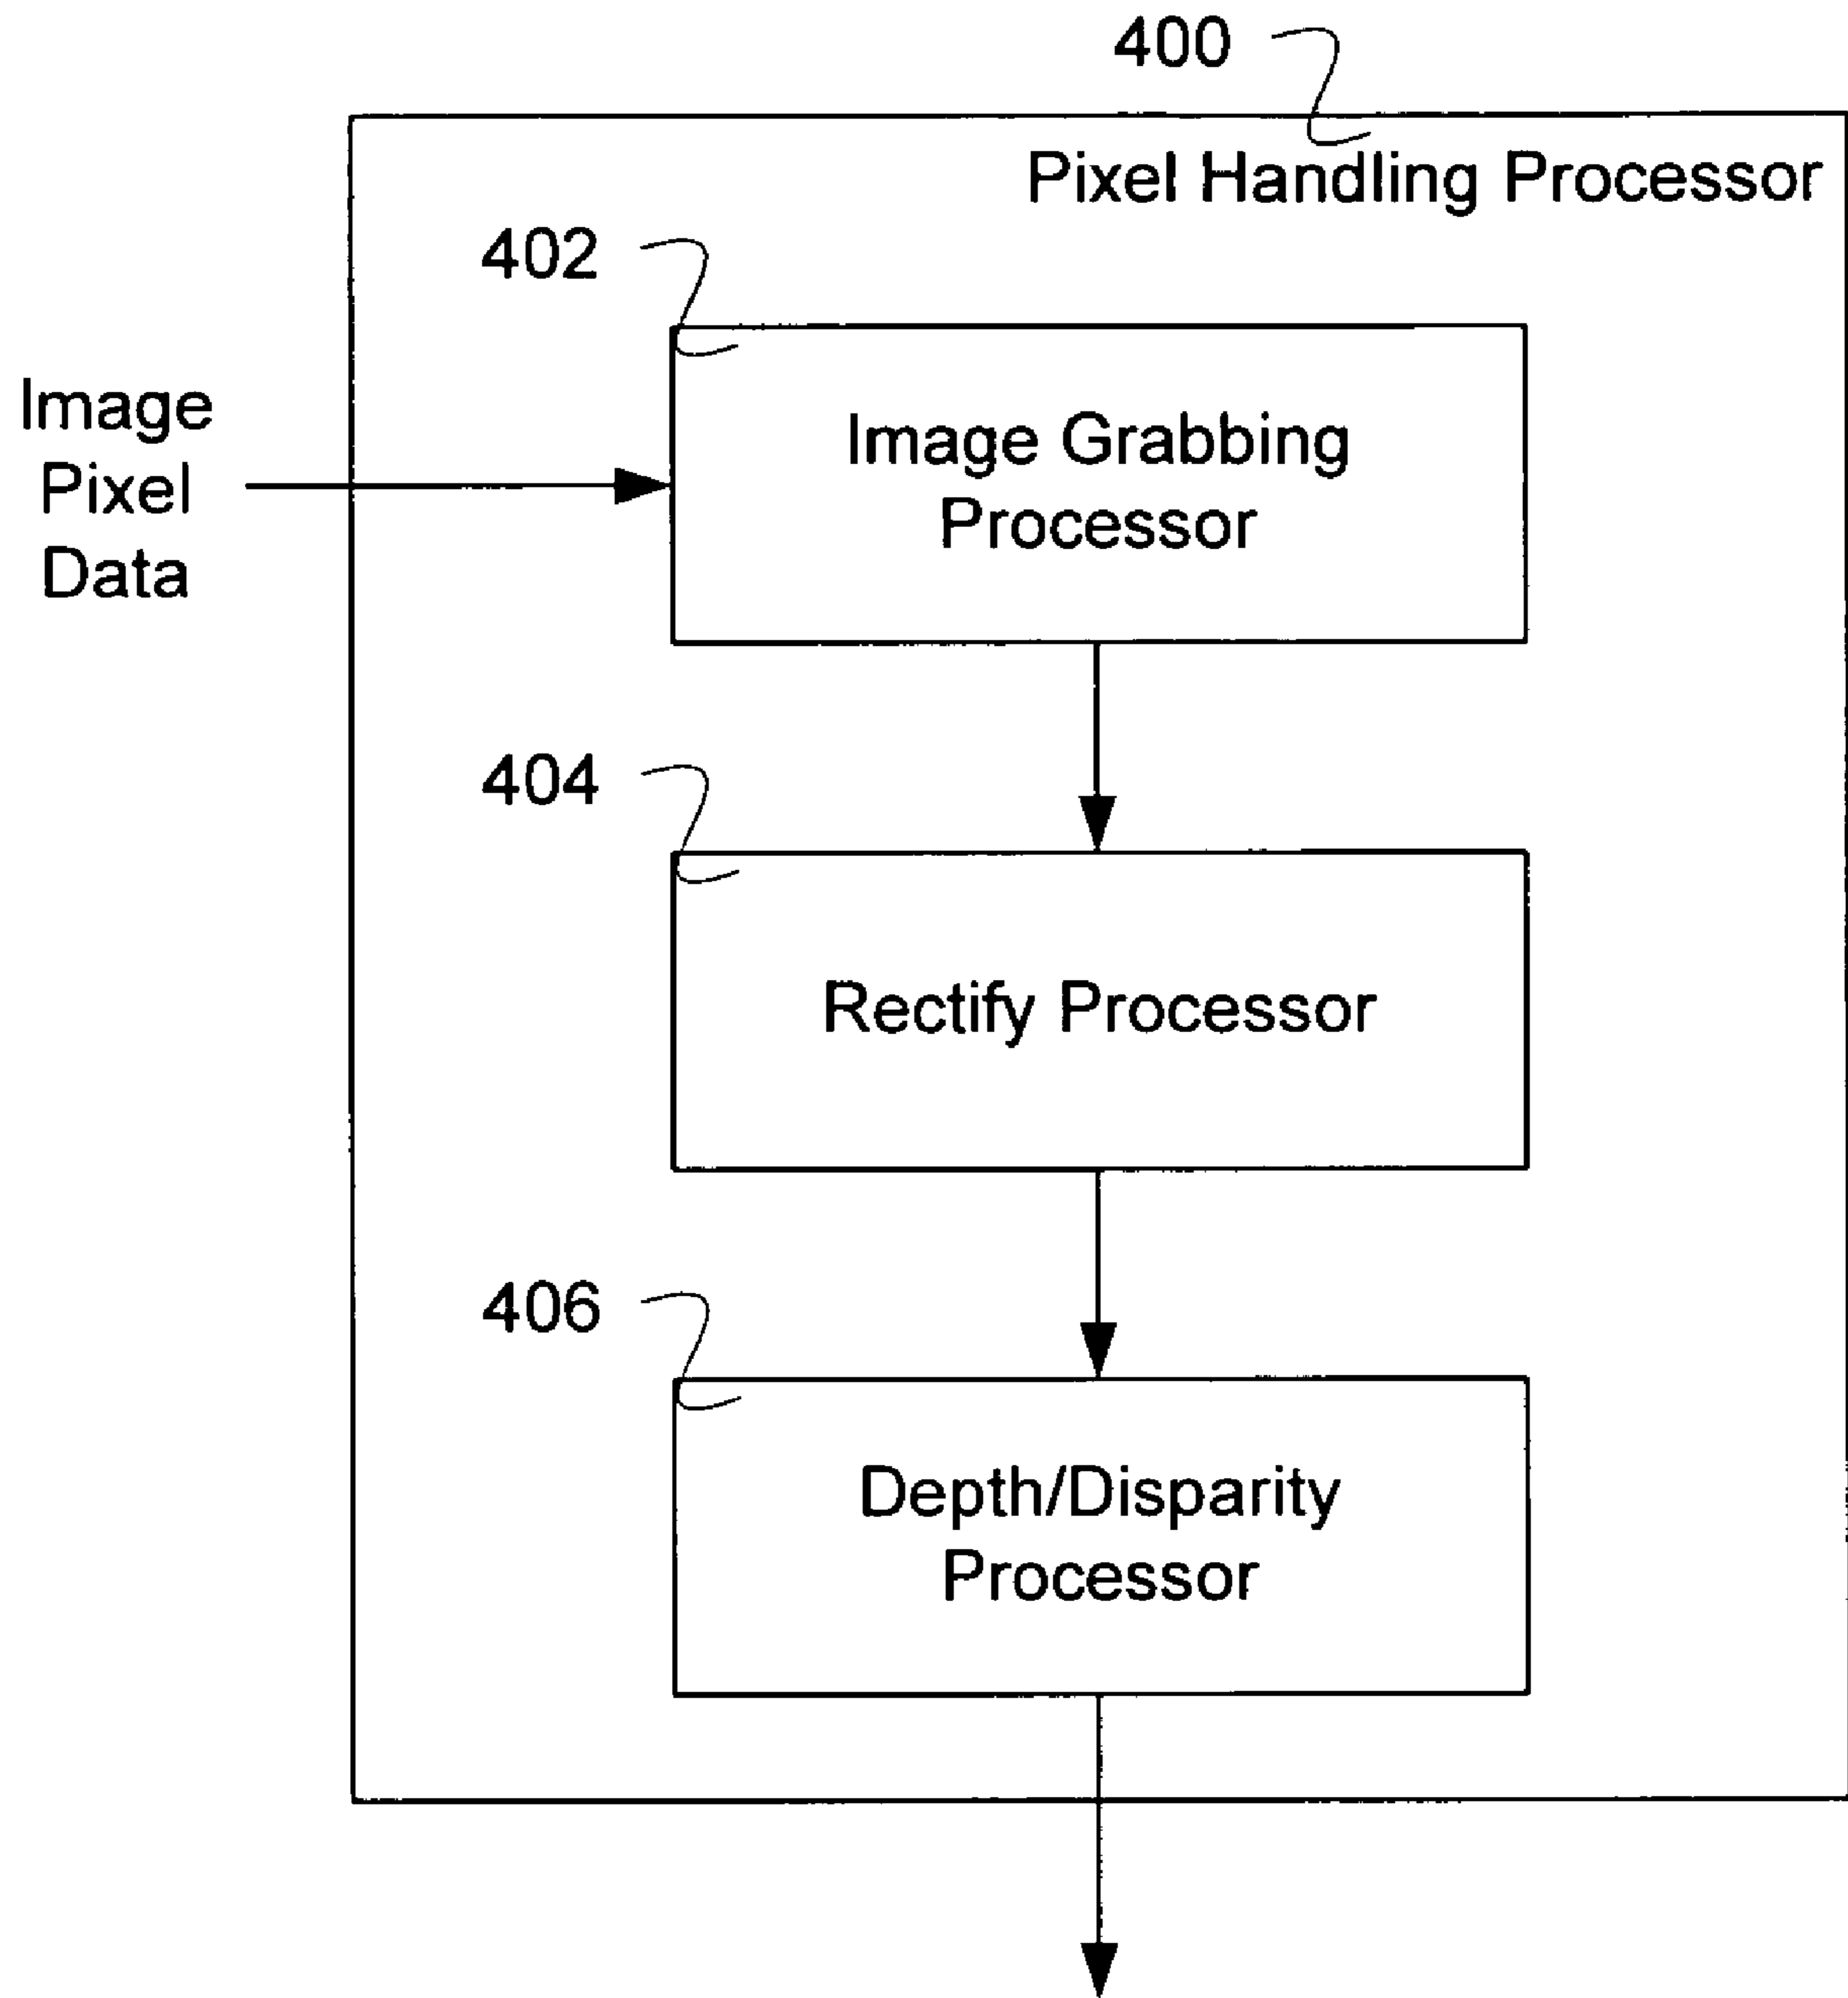 400
Pixel Handling Processor
402
Image
Pixel
Data
Image Grabbing
Processor
404
Rectify Processor
406
Depth/Disparity
Processor